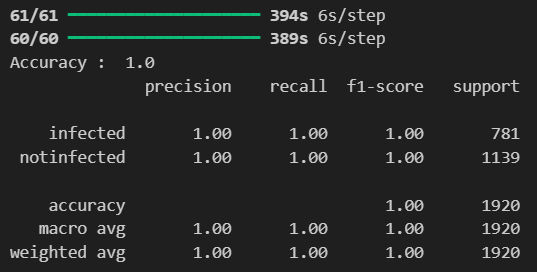 61/61 ━━━━━━━━━━━━━━━━━━━━ 394s 6s/step
60/60 ━━━━━━━━━━━━━━━━━━━━ 389s 6s/step
Accuracy :  1.0
              precision    recall  f1-score   support
    infected       1.00      1.00      1.00       781
 notinfected       1.00      1.00      1.00      1139
    accuracy                           1.00      1920
   macro avg       1.00      1.00      1.00      1920
weighted avg       1.00      1.00      1.00      1920